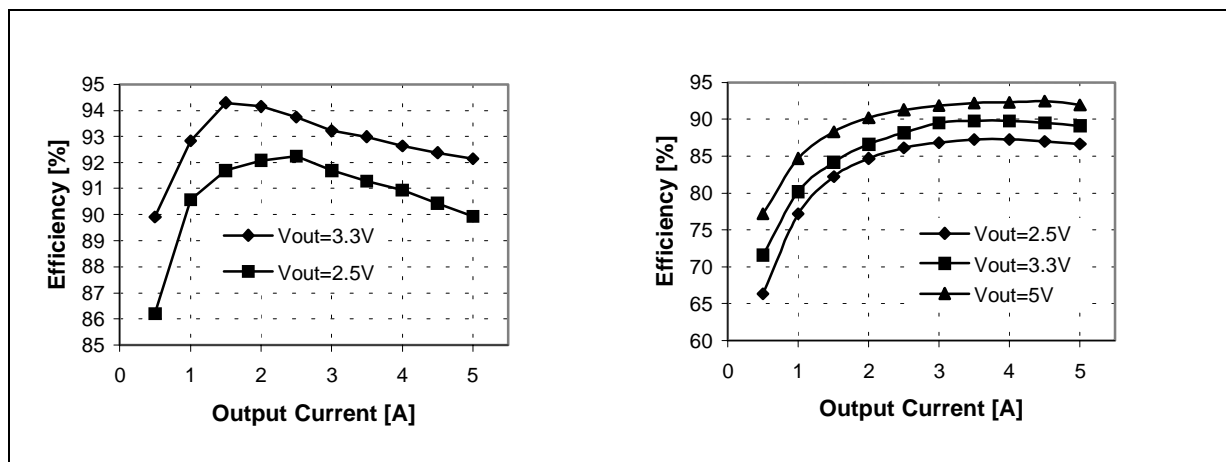 Efficiency [%]
95
94
93
92
91
90
89
88
87
86
85
Vout=3.3V
Vout=2.5V
0 1 2 3 4 5
Output Current [A]
Efficiency [%]
95
90
85
80
75
70
65
60
Vout=2.5V
Vout=3.3V
Vout=5V
0 1 2 3 4 5
Output Current [A]